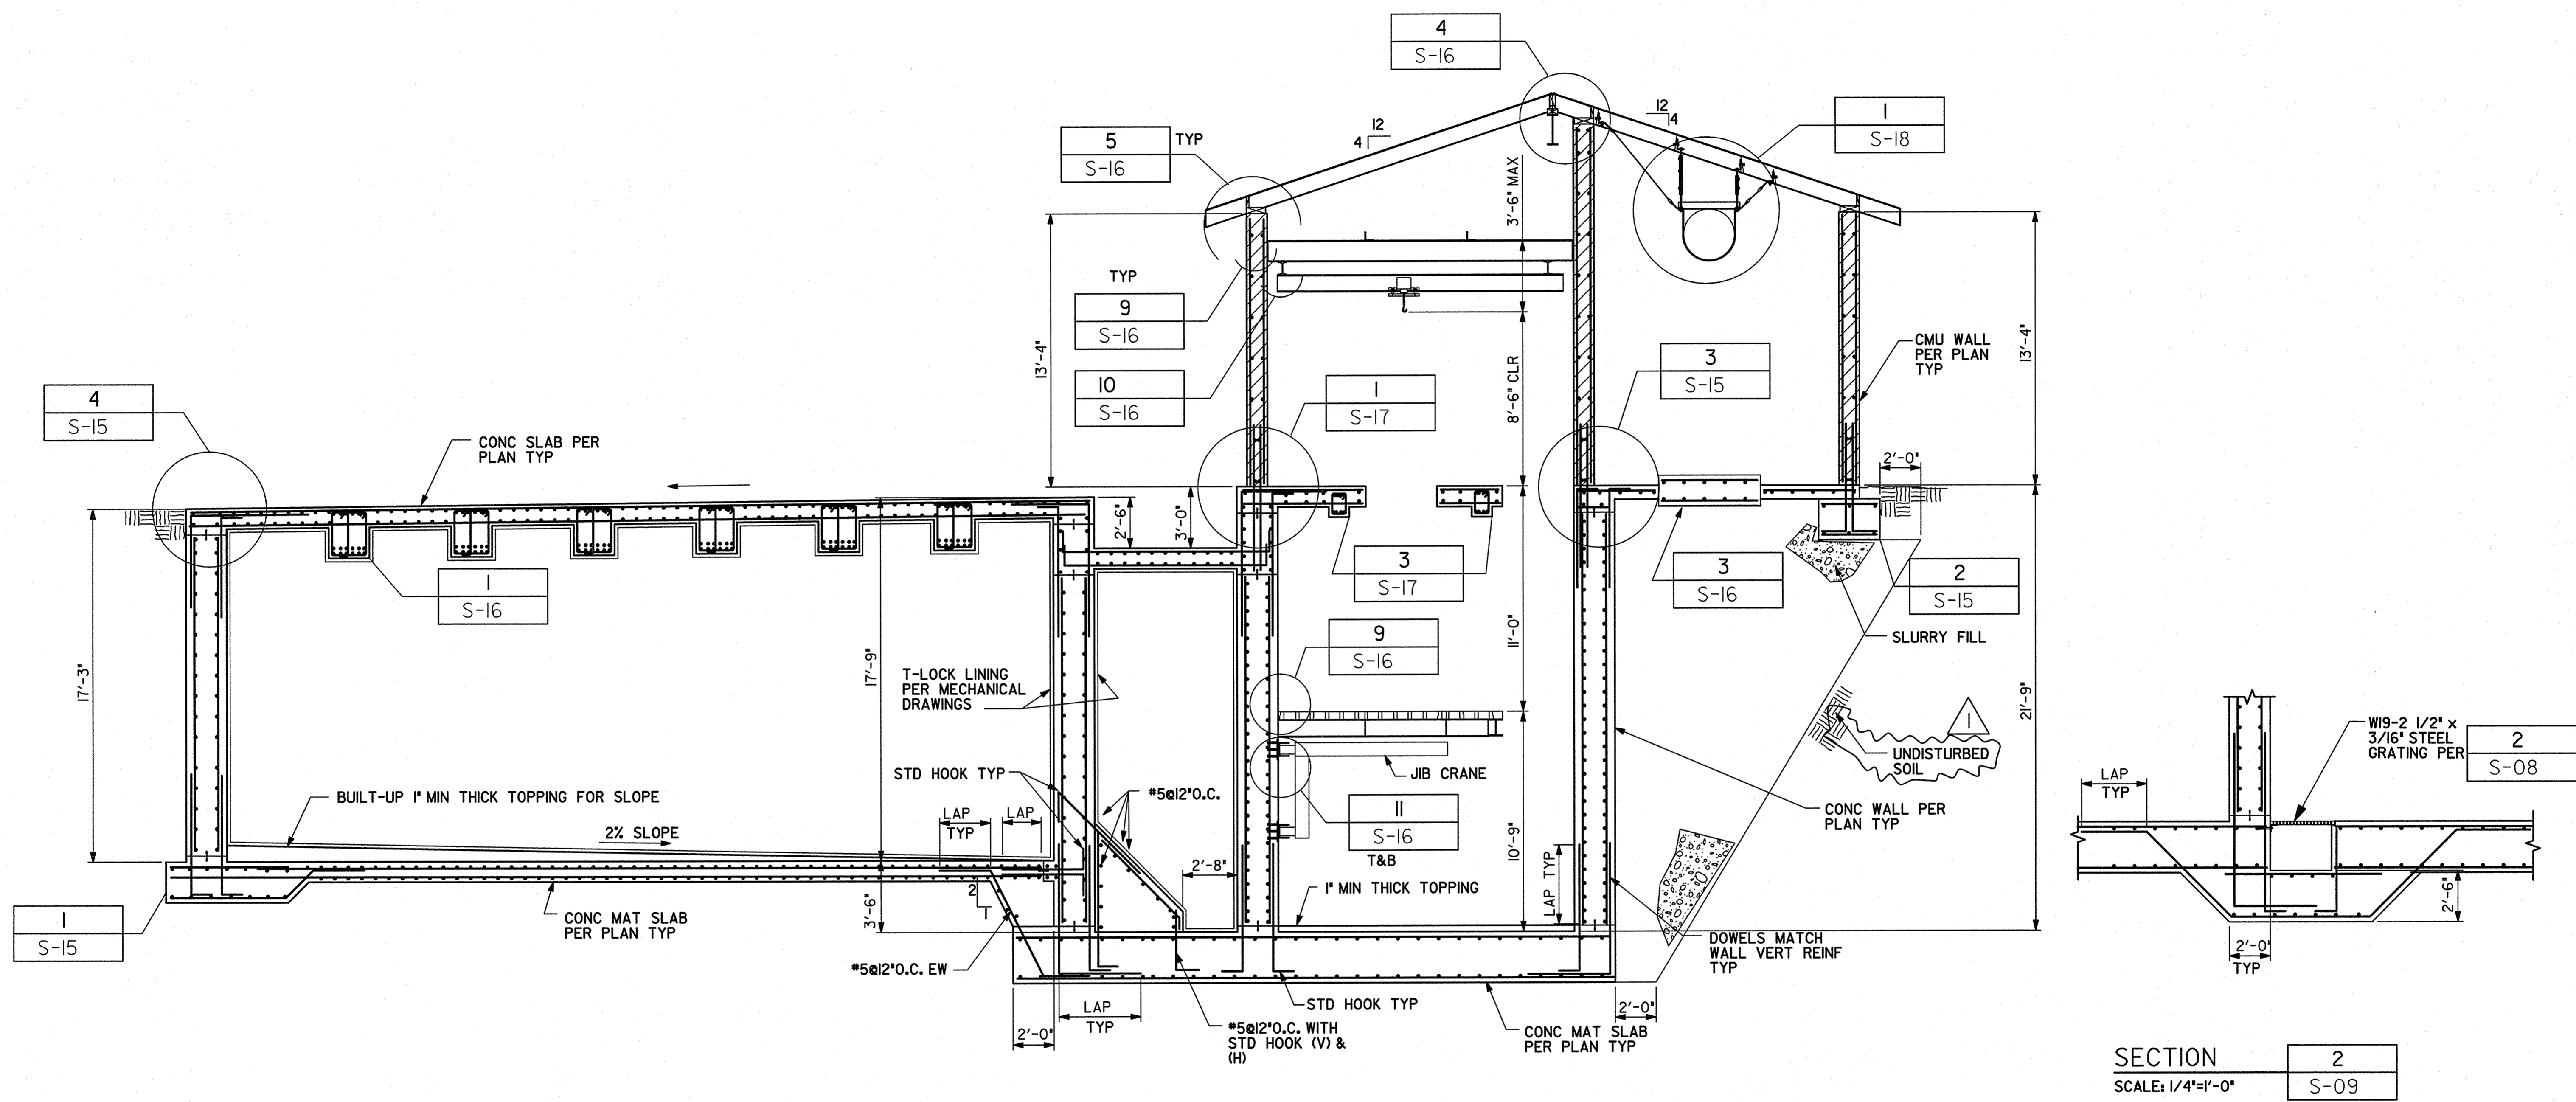 4
S-16
12
4
12
4
1
S-18
5
TYP
S-16
3'-6" MAX
TYP
9
S-16
13'-4"
13'-4"
CMU WALL
PER PLAN
TYP
10
S-16
1
S-17
8'-6" CLR
3
S-15
4
S-15
CONC SLAB PER
PLAN TYP
2'-0"
2'-6"
3'-0"
1
S-16
3
S-17
3
S-16
2
S-15
SLURRY FILL
17'-3"
17'-9"
T-LOCK LINING
PER MECHANICAL
DRAWINGS
9
S-16
11'-0"
21'-9"
1
UNDISTURBED
SOIL
STD HOOK TYP
#5@12"O.C.
JIB CRANE
BUILT-UP 1" MIN THICK TOPPING FOR SLOPE
2% SLOPE
LAP
TYP
LAP
11
S-16
T&B
CONC WALL PER
PLAN TYP
10'-9"
LAP TYP
2'-8"
1" MIN THICK TOPPING
2
1
3'-6"
1
S-15
CONC MAT SLAB
PER PLAN TYP
#5@12"O.C. EW
DOWELS MATCH
WALL VERT REINF
TYP
2'-0"
LAP
TYP
STD HOOK TYP
#5@12"O.C. WITH
STD HOOK (V) &
(H)
CONC MAT SLAB
PER PLAN TYP
2'-0"
W19-2 1/2" x
3/16" STEEL
GRATING PER
2
S-08
LAP
TYP
2'-6"
2'-0"
TYP
SECTION
2
SCALE: 1/4"=1'-0"
S-09